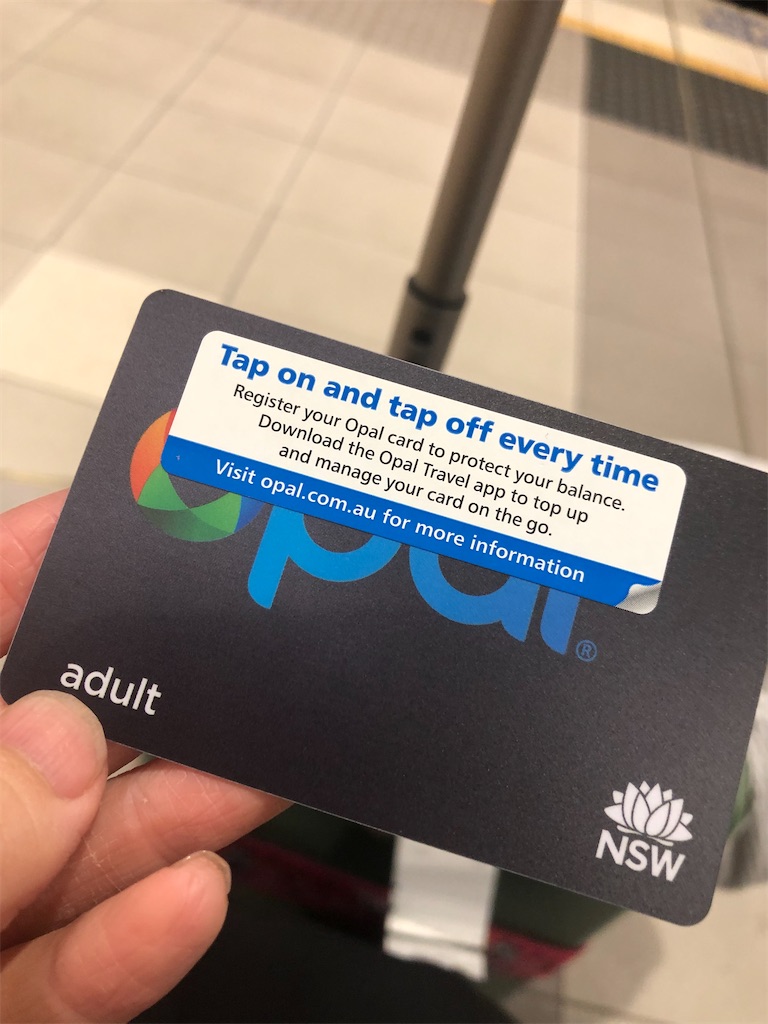 Tap on and tap off every time
Register your Opal card to protect your balance.
Download the Opal Travel app to top up
and manage your card on the go.
Visit opal.com.au for more information
opal®
adult
NSW